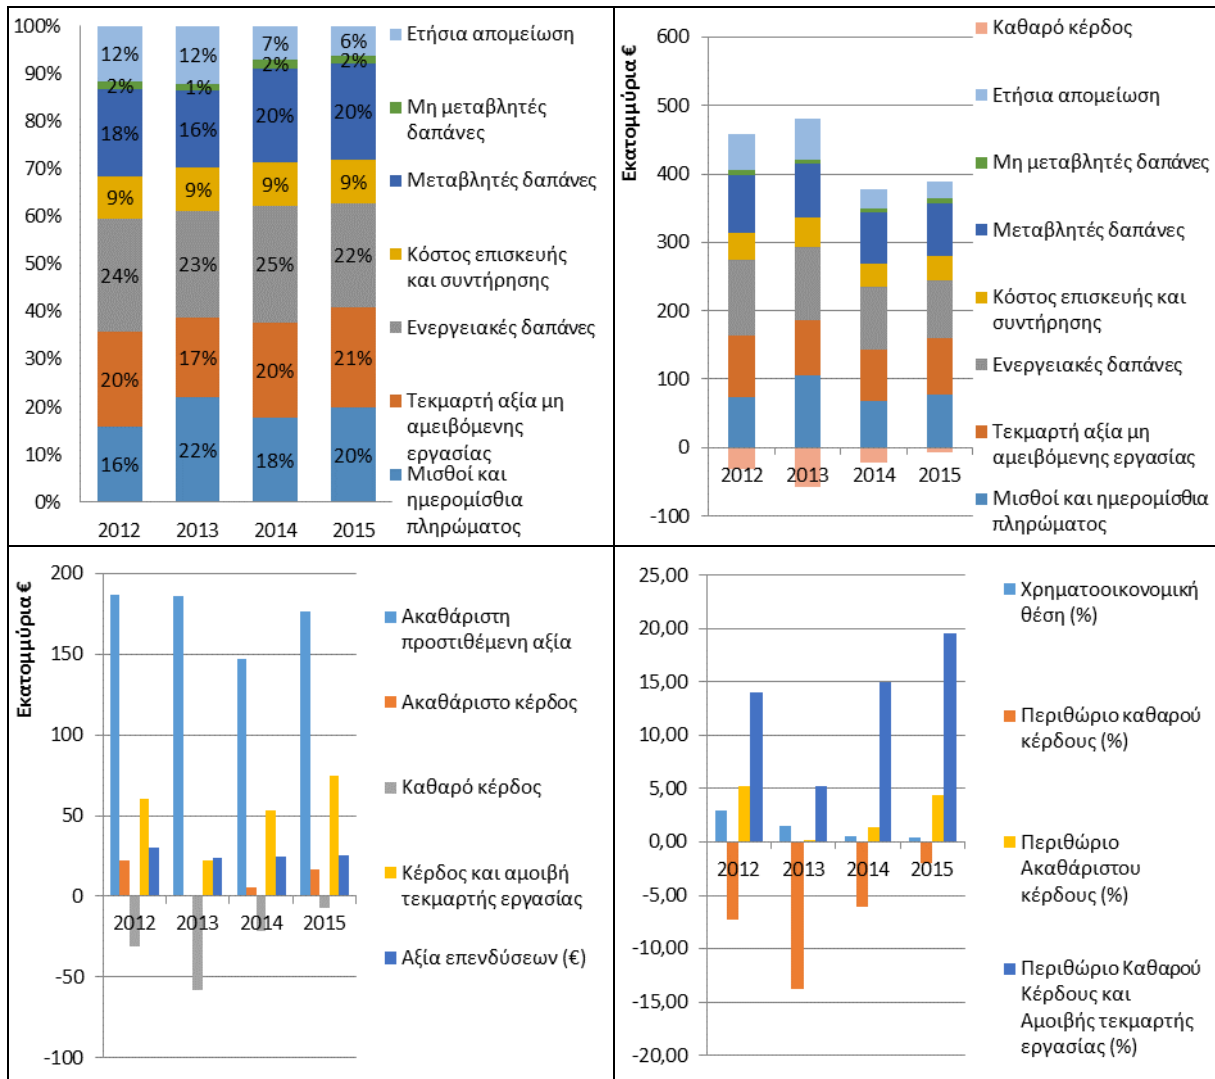 100%
90%
80%
70%
60%
50%
40%
30%
20%
10%
0%
12%
2%
18%
9%
24%
20%
16%
12%
1%
16%
9%
23%
17%
22%
7%
2%
20%
9%
25%
20%
18%
6%
2%
20%
9%
22%
21%
20%
2012
2013
2014
2015
Ετήσια απομείωση
Μη μεταβλητές
δαπάνες
Μεταβλητές δαπάνες
Κόστος επισκευής
και συντήρησης
Ενεργειακές δαπάνες
Τεκμαρτή αξία μη
αμειβόμενης
εργασίας
Μισθοί και
ημερομίσθια
πληρώματος
Εκατομμύρια €
600
500
400
300
200
100
0
-100
2012
2013
2014
2015
Καθαρό κέρδος
Ετήσια απομείωση
Μη μεταβλητές δαπάνες
Μεταβλητές δαπάνες
Κόστος επισκευής και
συντήρησης
Ενεργειακές δαπάνες
Τεκμαρτή αξία μη
αμειβόμενης εργασίας
Μισθοί και ημερομίσθια
πληρώματος
Εκατομμύρια €
200
150
100
50
0
-50
-100
2012
2013
2014
2015
Ακαθάριστη
προστιθέμενη αξία
Ακαθάριστο κέρδος
Καθαρό κέρδος
Κέρδος και αμοιβή
τεκμαρτής εργασίας
Αξία επενδύσεων (€)
25,00
20,00
15,00
10,00
5,00
0,00
-5,00
-10,00
-15,00
-20,00
2012
2013
2014
2015
Χρηματοοικονομική
θέση (%)
Περιθώριο καθαρού
κέρδους (%)
Περιθώριο
Ακαθάριστου
κέρδους (%)
Περιθώριο Καθαρού
Κέρδους και
Αμοιβής τεκμαρτής
εργασίας (%)